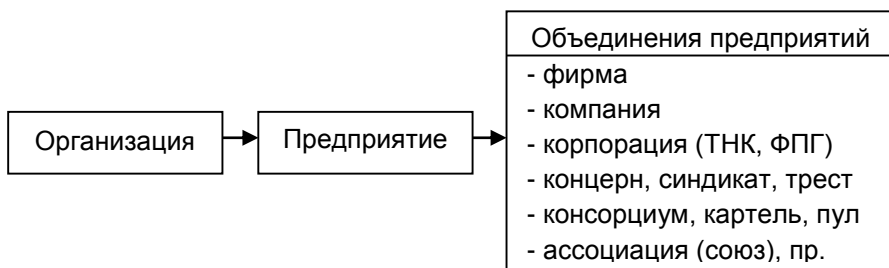 Объединения предприятий
- фирма
- компания
Организация
Предприятие
- корпорация (ТНК, ФПГ)
- концерн, синдикат, трест
- консорциум, картель, пул
- ассоциация (союз), пр.